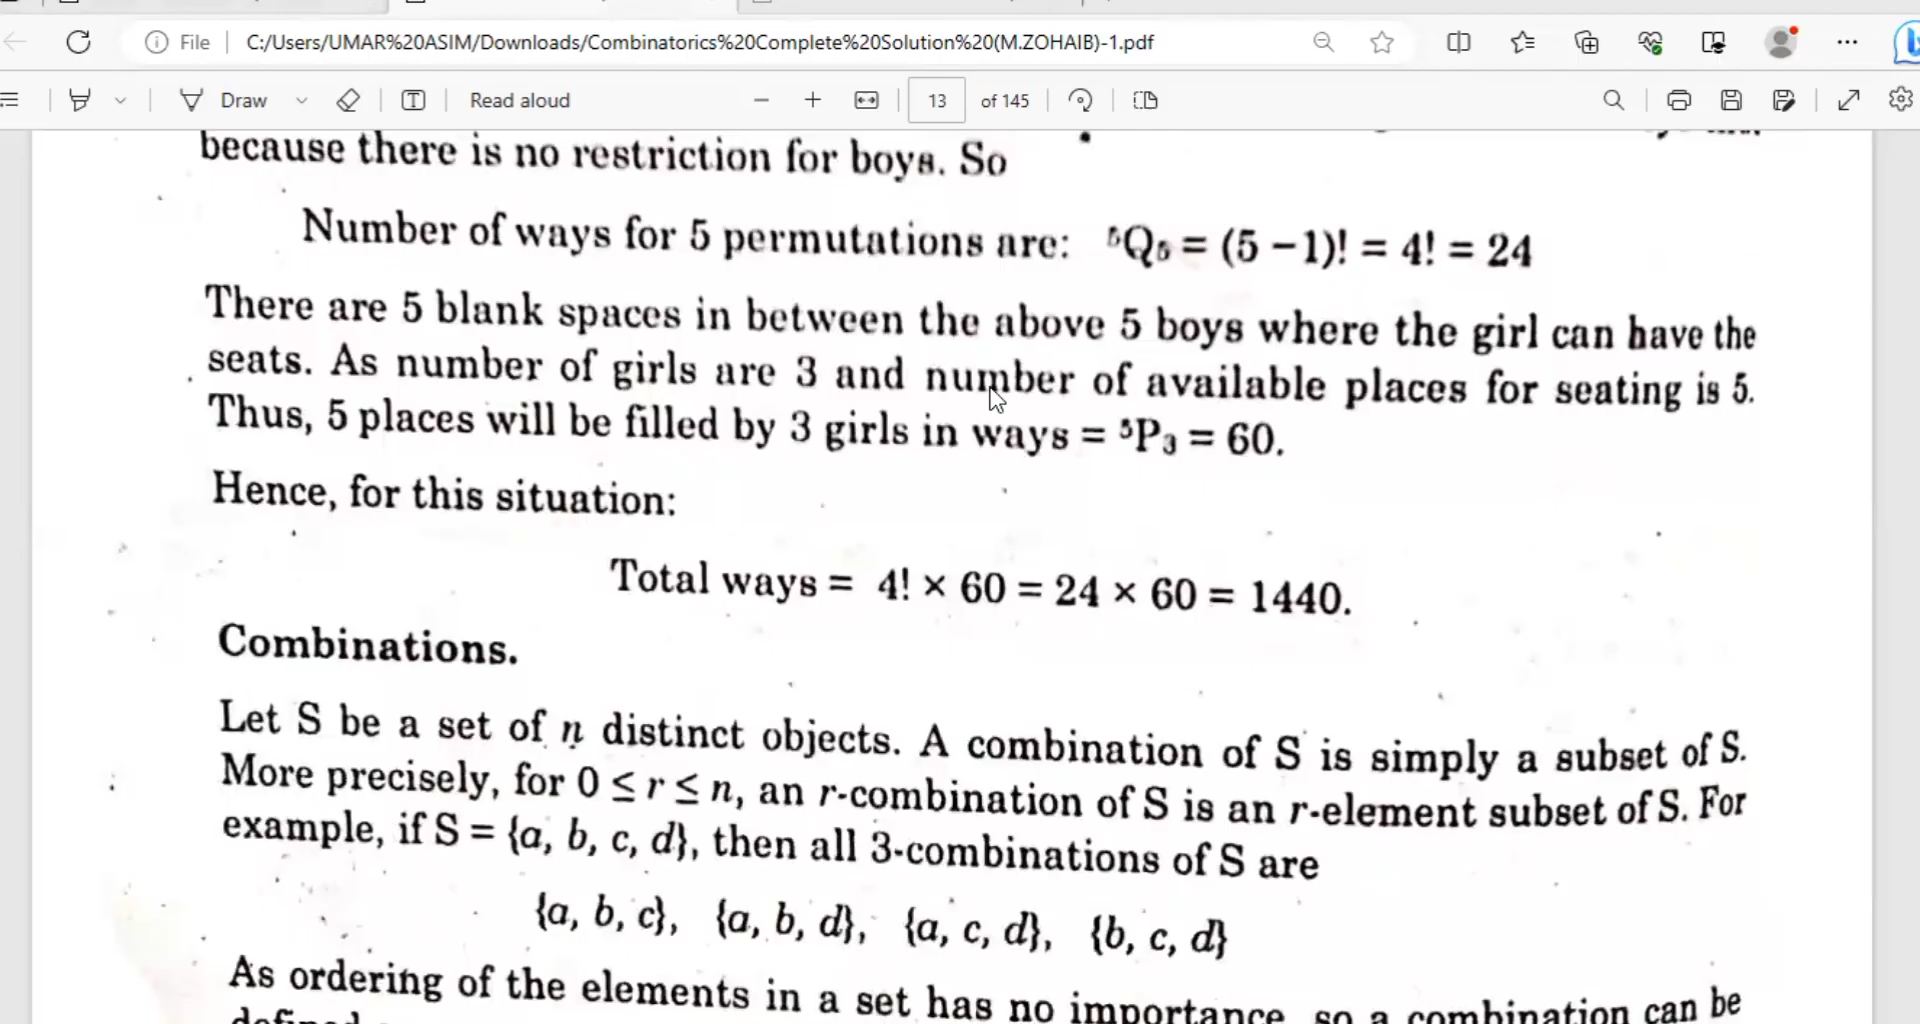 File
C:/Users/UMAR%20ASIM/Downloads/Combinatorics%20Complete%20Solution%20(M.ZOHAIB)-1.pdf
Draw
Read aloud
13 of 145
because there is no restriction for boys. So
Number of ways for 5 permutations are: ⁵Q₅ = (5 – 1)! = 4! = 24
There are 5 blank spaces in between the above 5 boys where the girl can have the
seats. As number of girls are 3 and number of available places for seating is 5.
Thus, 5 places will be filled by 3 girls in ways = ⁵P₃ = 60.
Hence, for this situation:
Total ways = 4! × 60 = 24 × 60 = 1440.
Combinations.
Let S be a set of n distinct objects. A combination of S is simply a subset of S.
More precisely, for 0 ≤ r ≤ n, an r-combination of S is an r-element subset of S. For
example, if S = {a, b, c, d}, then all 3-combinations of S are
{a, b, c}, {a, b, d}, {a, c, d}, {b, c, d}
As ordering of the elements in a set has no importance, so a combination can be